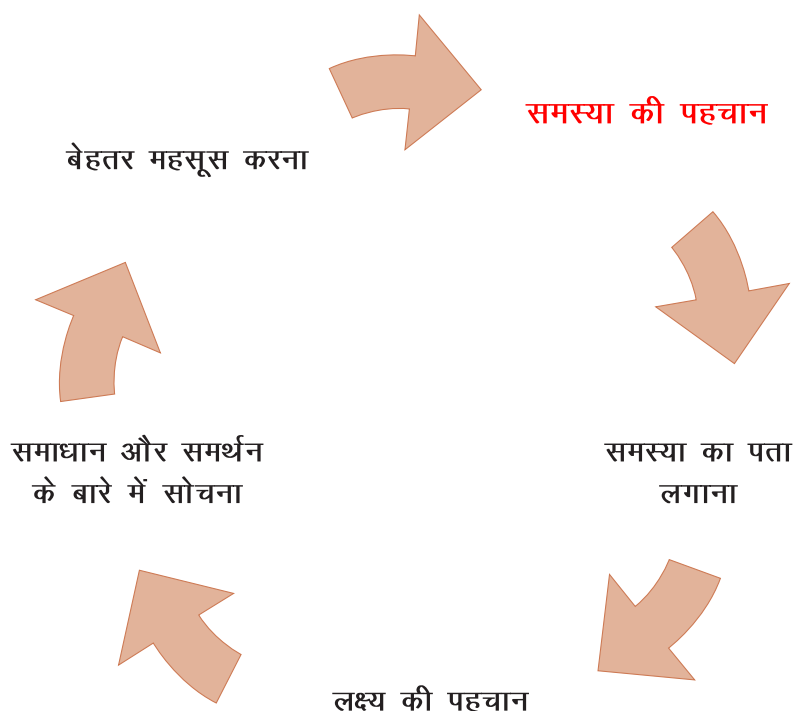 समस्या की पहचान
बेहतर महसूस करना
समस्या का पता
लगाना
लक्ष्य की पहचान
समाधान और समर्थन
के बारे में सोचना